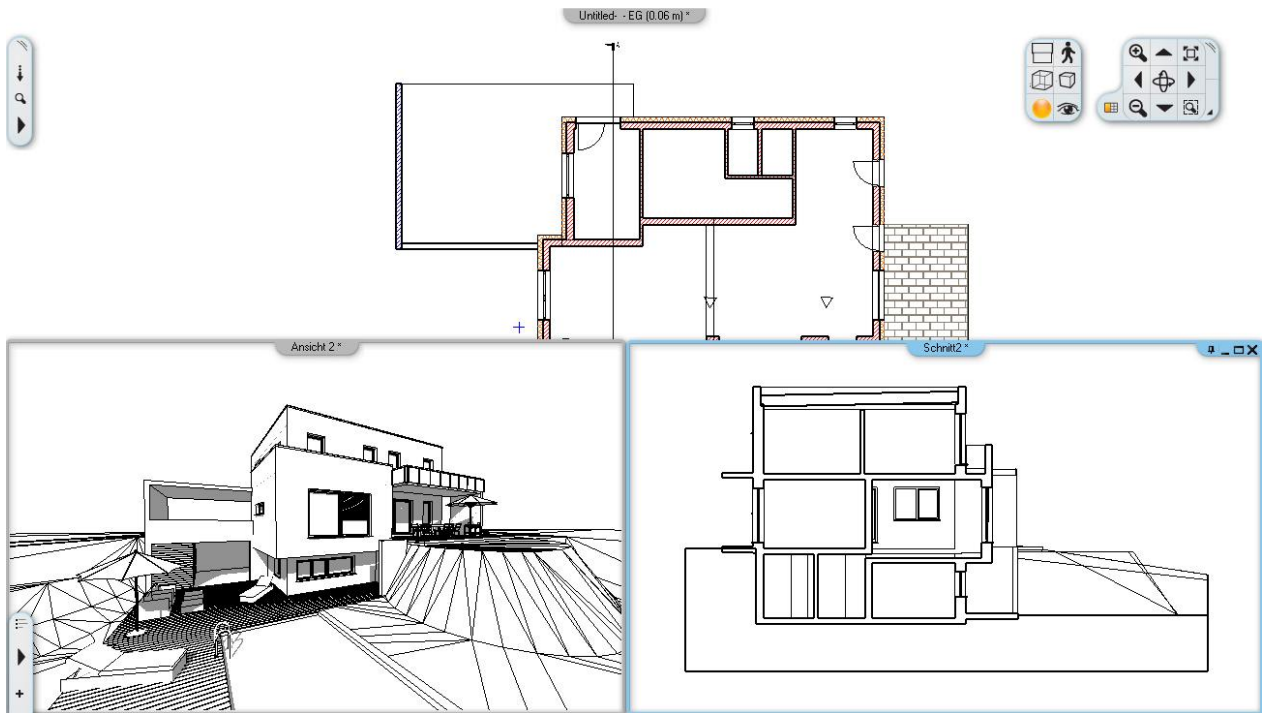 Untitled- - EG (0.06 m) *
Ansicht 2 *
Schnitt2 *